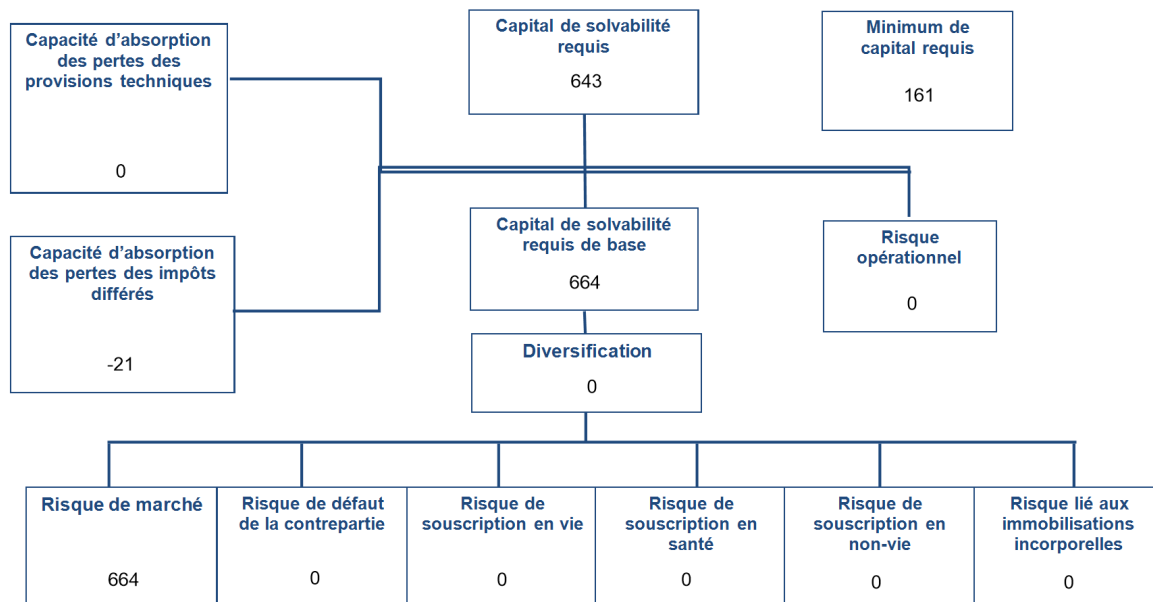 Capacité d'absorption
des pertes des
provisions techniques
0
Capital de solvabilité
requis
643
Minimum de
capital requis
161
Capacité d'absorption
des pertes des impôts
différés
-21
Capital de solvabilité
requis de base
664
Risque
opérationnel
0
Diversification
0
Risque de marché
664
Risque de défaut
de la contrepartie
0
Risque de
souscription en vie
0
Risque de
souscription en
santé
0
Risque de
souscription en
non-vie
0
Risque lié aux
immobilisations
incorporelles
0